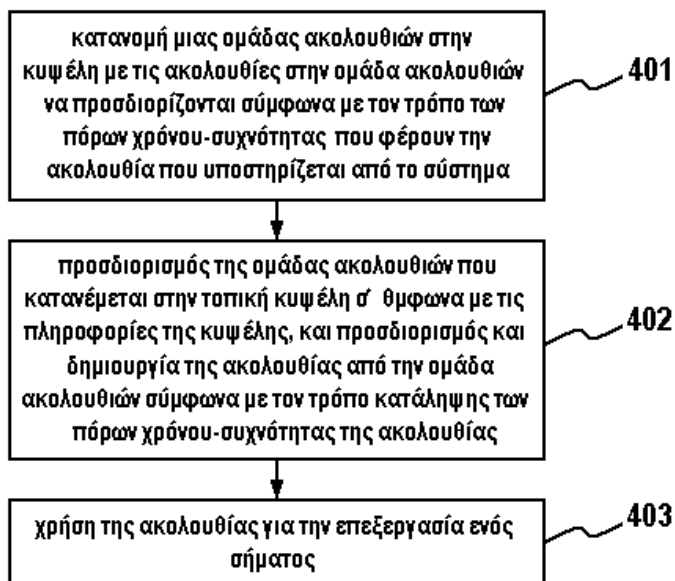 κατανομή μιας ομάδας ακολουθιών στην
κυψέλη με τις ακολουθίες στην ομάδα ακολουθιών
να προσδιορίζονται σύμφωνα με τον τρόπο των
πόρων χρόνου-συχνότητας που φέρουν την
ακολουθία που υποστηρίζεται από το σύστημα
401
προσδιορισμός της ομάδας ακολουθιών που
κατανέμεται στην τοπική κυψέλη σ΄ θμφωνα με τις
πληροφορίες της κυψέλης, και προσδιορισμός και
δημιουργία της ακολουθίας από την ομάδα
ακολουθιών σύμφωνα με τον τρόπο κατάληψης των
πόρων χρόνου-συχνότητας της ακολουθίας
402
χρήση της ακολουθίας για την επεξεργασία ενός
σήματος
403